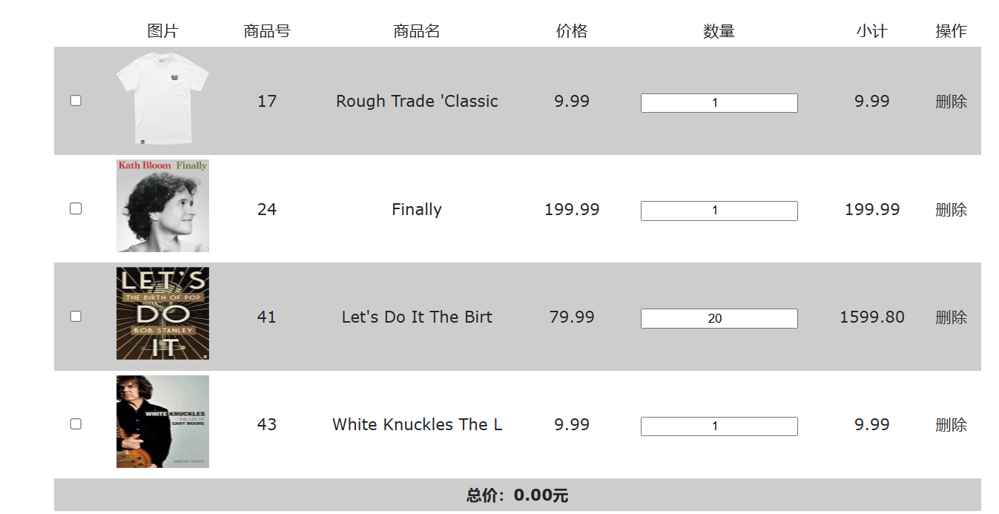 图片 商品号 商品名 价格 数量 小计 操作
17 Rough Trade 'Classic 9.99 1 9.99 删除
Kath Bloom Finally
24 Finally 199.99 1 199.99 删除
LET'S
THE BIRTH OF POP
DO
BOB STANLEY
IT
41 Let's Do It The Birt 79.99 20 1599.80 删除
WHITE KNUCKLES
THE LIFE OF
GARY MOORE
MARTIN POWER
43 White Knuckles The L 9.99 1 9.99 删除
总价：0.00元